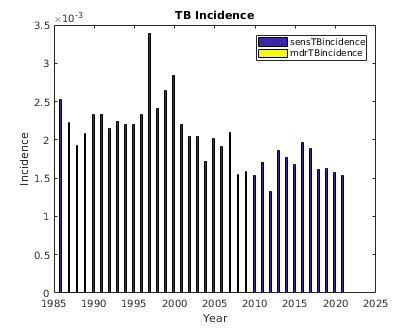 TB Incidence
×10-3
3.5
3
2.5
2
1.5
1
0.5
0
Incidence
sensTBincidence
mdrTBincidence
1985 1990 1995 2000 2005 2010 2015 2020 2025
Year